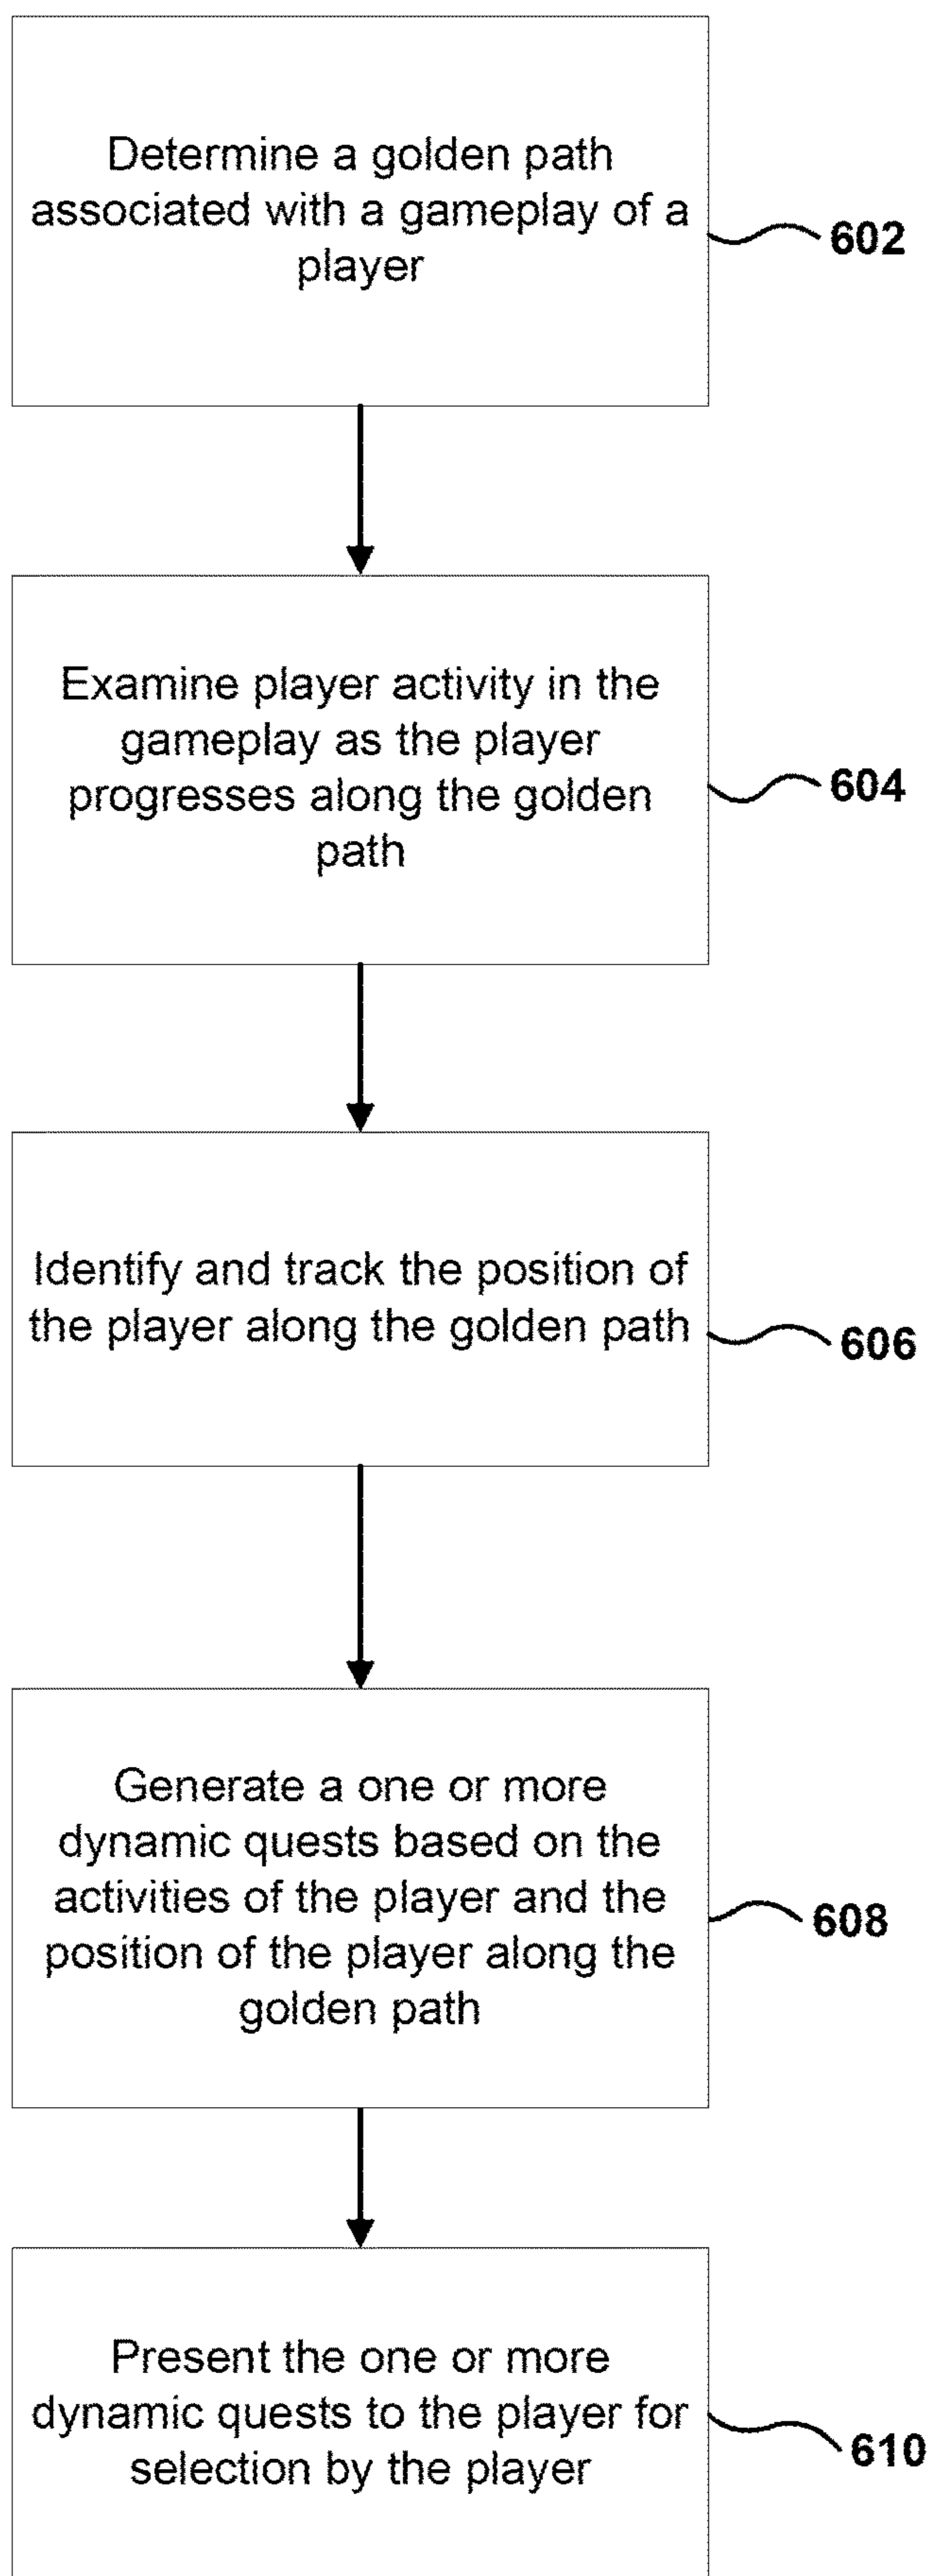 Determine a golden path
associated with a gameplay of a
player
602
Examine player activity in the
gameplay as the player
progresses along the golden
path
604
Identify and track the position of
the player along the golden path
606
Generate a one or more
dynamic quests based on the
activities of the player and the
position of the player along the
golden path
608
Present the one or more
dynamic quests to the player for
selection by the player
610